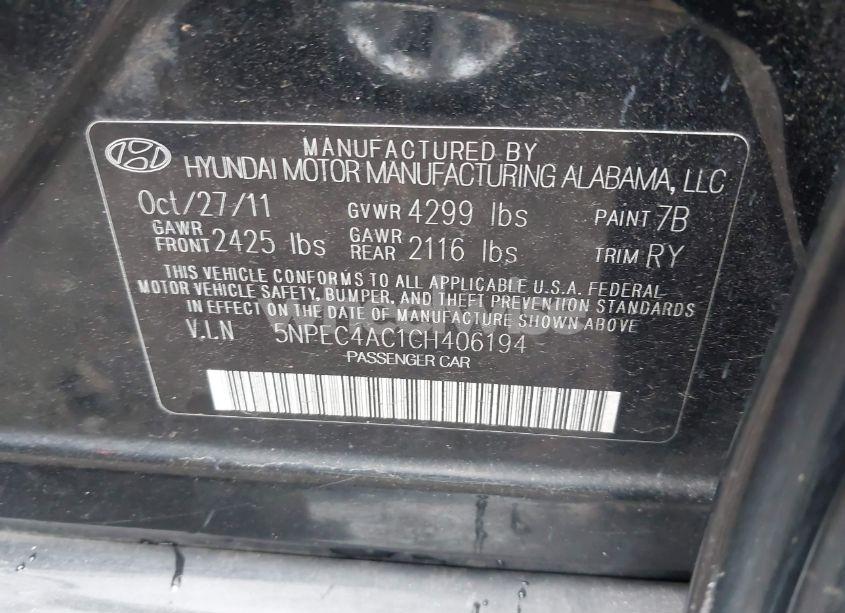 MANUFACTURED BY
HYUNDAI MOTOR MANUFACTURING ALABAMA, LLC
Oct/27/11 GVWR 4299 lbs PAINT 7B
GAWR FRONT 2425 lbs GAWR REAR 2116 lbs TRIM RY
THIS VEHICLE CONFORMS TO ALL APPLICABLE U.S.A. FEDERAL
MOTOR VEHICLE SAFETY, BUMPER, AND THEFT PREVENTION STANDARDS
IN EFFECT ON THE DATE OF MANUFACTURE SHOWN ABOVE
V.I.N 5NPEC4AC1CH406194
PASSENGER CAR